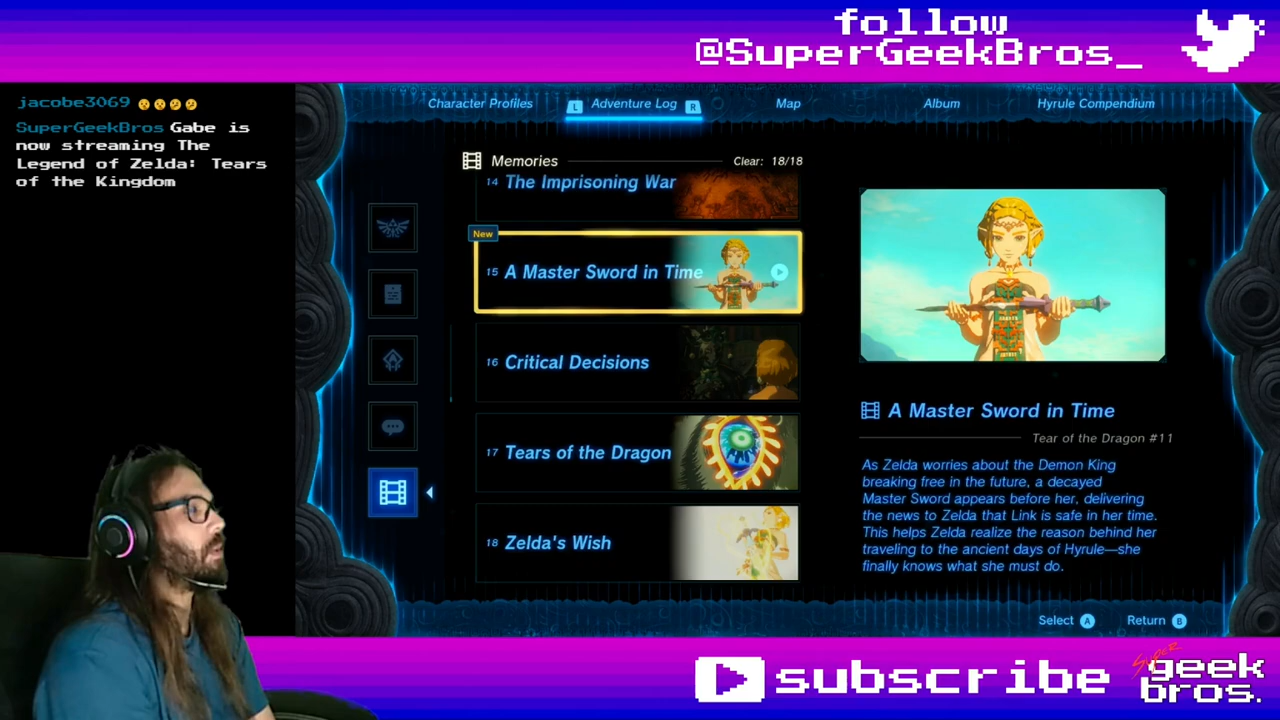 follow
@SuperGeekBros_
jacobe3069
SuperGeekBros Gabe is
now streaming The
Legend of Zelda: Tears
of the Kingdom
Character Profiles
L Adventure Log R
Map
Album
Hyrule Compendium
Memories
Clear: 18/18
14 The Imprisoning War
New
15 A Master Sword in Time
16 Critical Decisions
17 Tears of the Dragon
18 Zelda's Wish
A Master Sword in Time
Tear of the Dragon #11
As Zelda worries about the Demon King
breaking free in the future, a decayed
Master Sword appears before her, delivering
the news to Zelda that Link is safe in her time.
This helps Zelda realize the reason behind her
traveling to the ancient days of Hyrule—she
finally knows what she must do.
Select A
Return B
subscribe
Super
geek
bros.